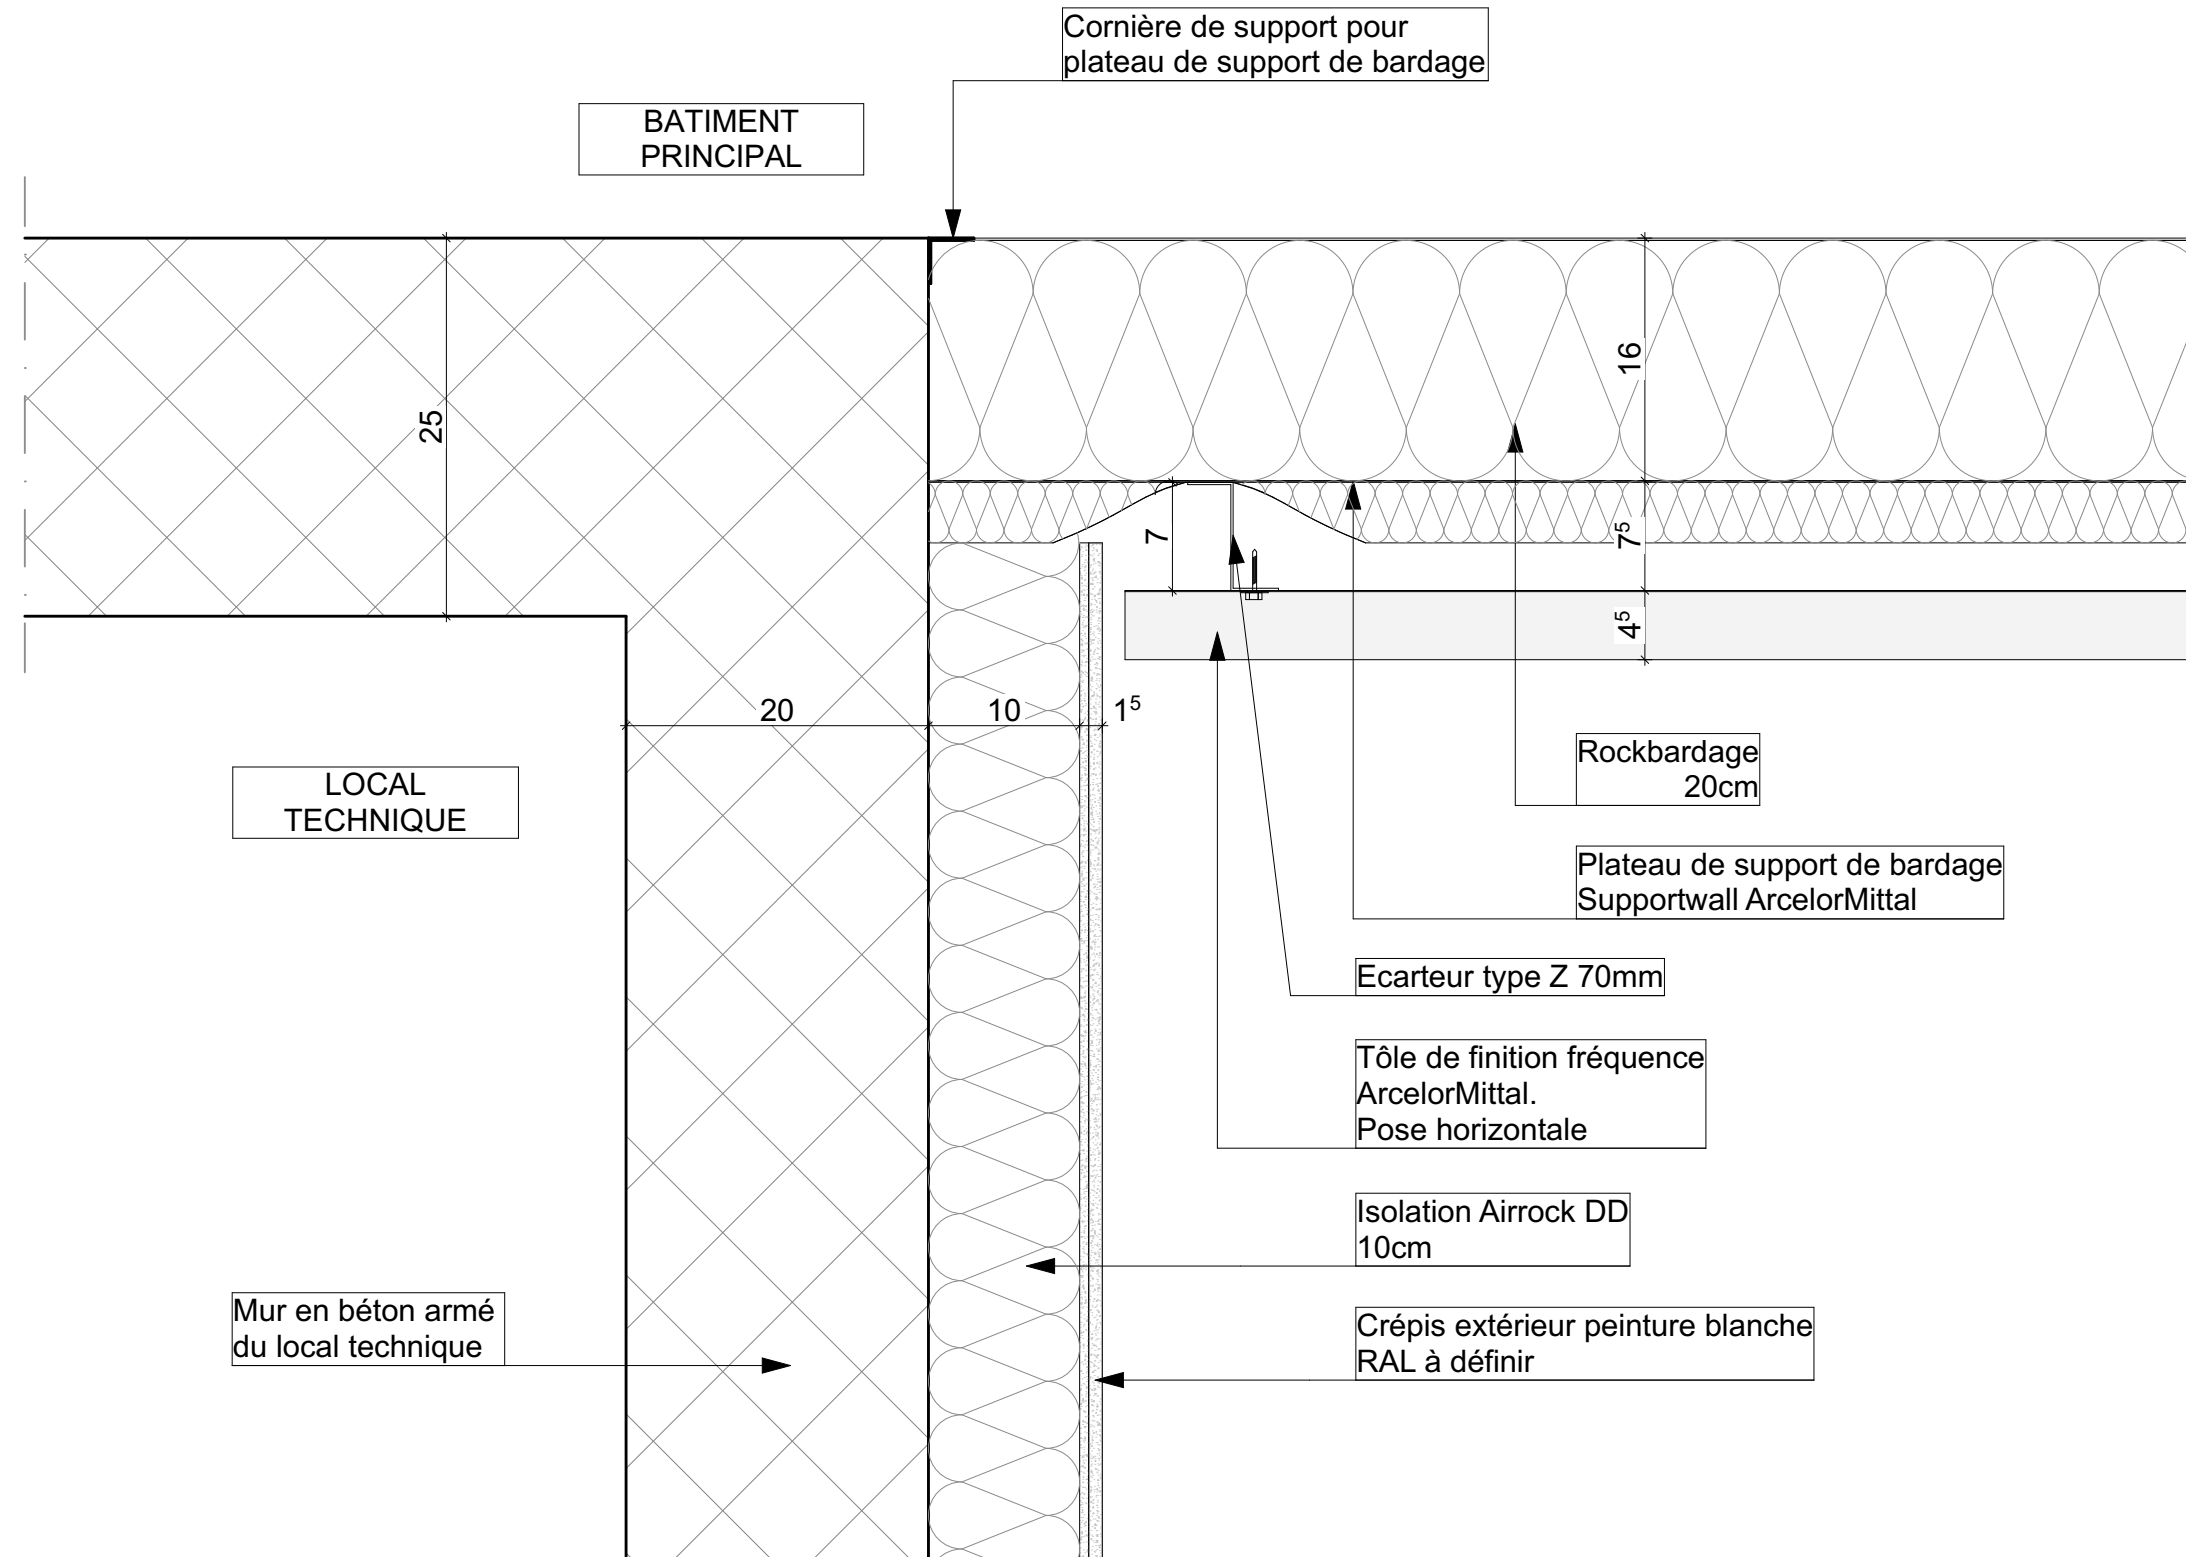 Cornière de support pour
plateau de support de bardage
BATIMENT
PRINCIPAL
25
16
7
7⁵
4⁵
20
10
1⁵
LOCAL
TECHNIQUE
Rockbardage
20cm
Plateau de support de bardage
Supportwall ArcelorMittal
Ecarteur type Z 70mm
Tôle de finition fréquence
ArcelorMittal.
Pose horizontale
Isolation Airrock DD
10cm
Mur en béton armé
du local technique
Crépis extérieur peinture blanche
RAL à définir